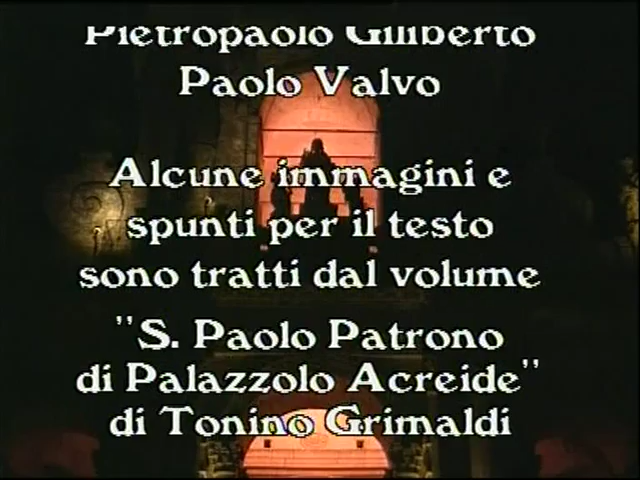 Pietropaolo Giliberto
Paolo Valvo
Alcune immagini e
spunti per il testo
sono tratti dal volume
"S. Paolo Patrono
di Palazzolo Acreide"
di Tonino Grimaldi